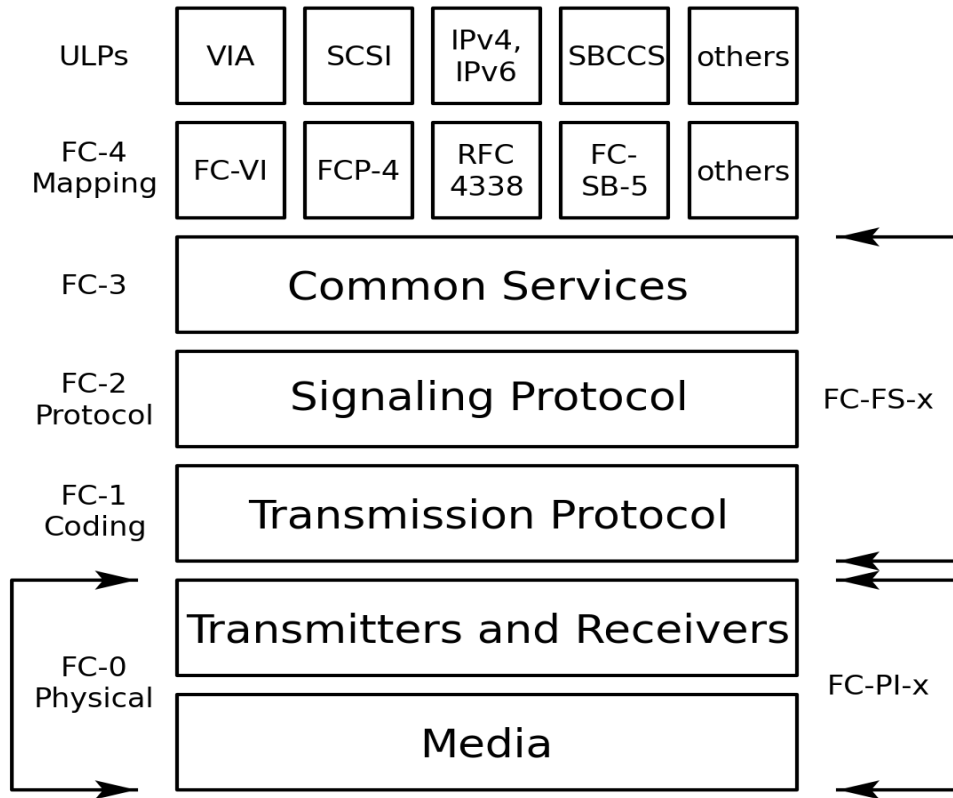 ULPs
VIA
SCSI
IPv4,
IPv6
SBCCS
others
FC-4
Mapping
FC-VI
FCP-4
RFC
4338
FC-
SB-5
others
FC-3
Common Services
FC-2
Protocol
Signaling Protocol
FC-FS-x
FC-1
Coding
Transmission Protocol
Transmitters and Receivers
FC-0
Physical
FC-PI-x
Media